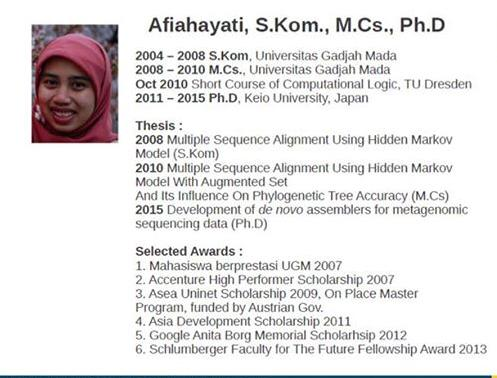 Afiahayati, S.Kom., M.Cs., Ph.D
2004 – 2008 S.Kom, Universitas Gadjah Mada
2008 – 2010 M.Cs., Universitas Gadjah Mada
Oct 2010 Short Course of Computational Logic, TU Dresden
2011 – 2015 Ph.D, Keio University, Japan
Thesis :
2008 Multiple Sequence Alignment Using Hidden Markov
Model (S.Kom)
2010 Multiple Sequence Alignment Using Hidden Markov
Model With Augmented Set
And Its Influence On Phylogenetic Tree Accuracy (M.Cs)
2015 Development of de novo assemblers for metagenomic
sequencing data (Ph.D)
Selected Awards :
1. Mahasiswa berprestasi UGM 2007
2. Accenture High Performer Scholarship 2007
3. Asea Uninet Scholarship 2009, On Place Master
Program, funded by Austrian Gov.
4. Asia Development Scholarship 2011
5. Google Anita Borg Memorial Scholarhsip 2012
6. Schlumberger Faculty for The Future Fellowship Award 2013